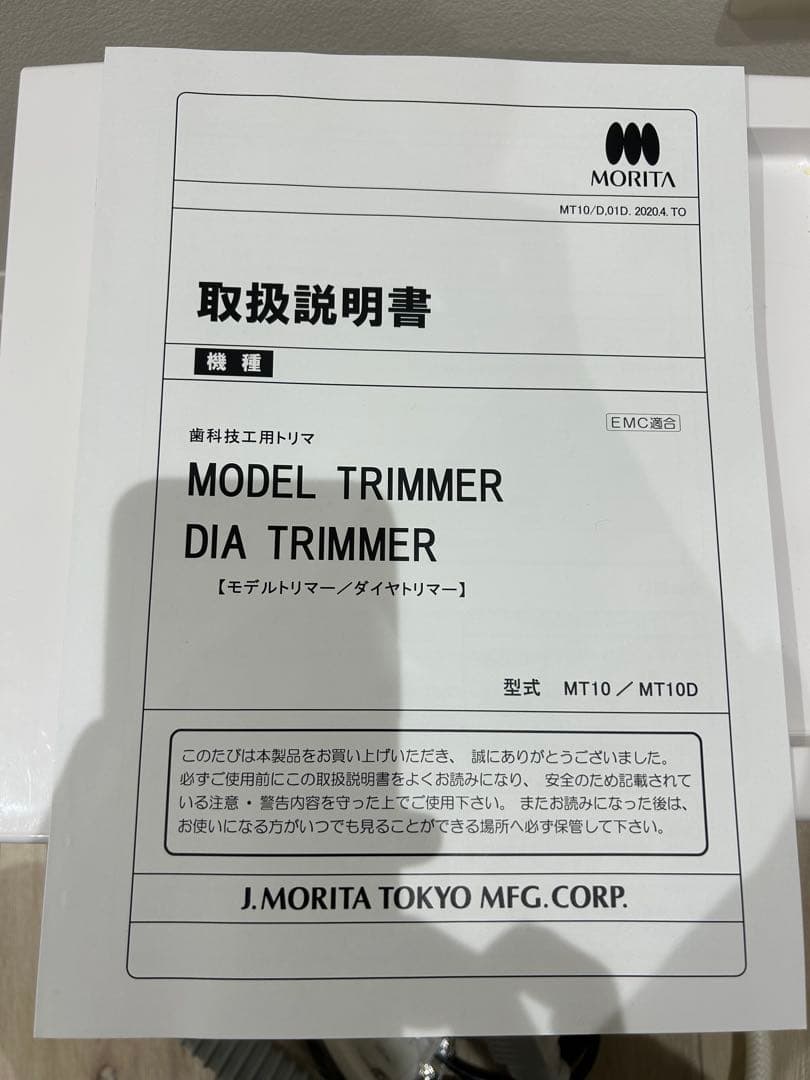 MORITA
MT10/D,01D. 2020.4. TO
取扱説明書
機種
EMC適合
歯科技工用トリマ
MODEL TRIMMER
DIA TRIMMER
【モデルトリマー／ダイヤトリマー】
型式 MT10 ／ MT10D
このたびは本製品をお買い上げいただき、 誠にありがとうございました。
必ずご使用前にこの取扱説明書をよくお読みになり、 安全のため記載されて
いる注意・警告内容を守った上でご使用下さい。 またお読みになった後は、
お使いになる方がいつでも見ることができる場所へ必ず保管して下さい。
J.MORITA TOKYO MFG.CORP.